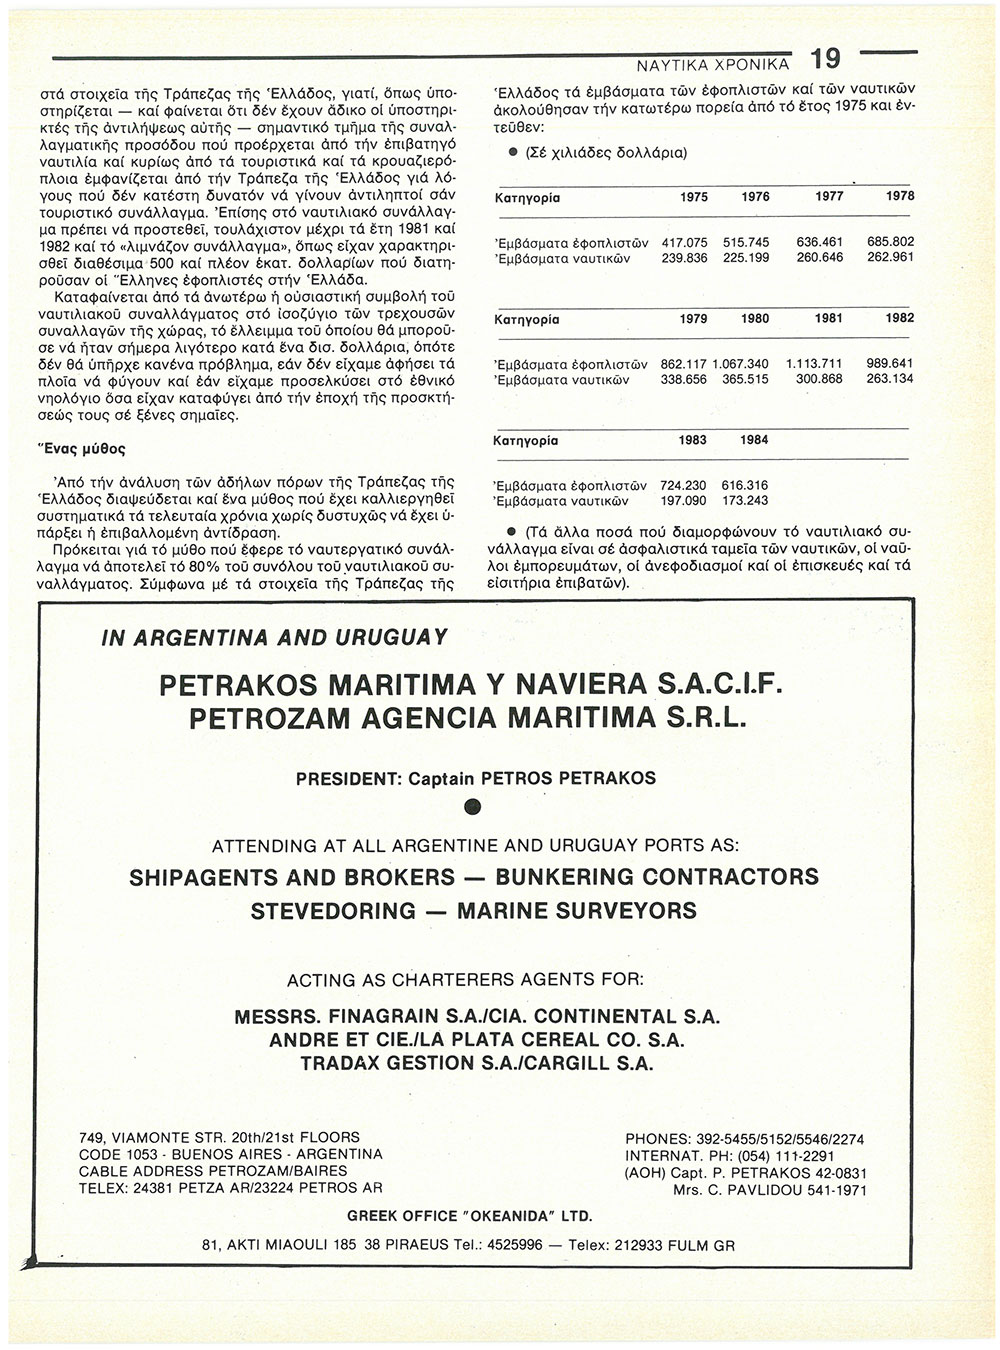 ΝΑΥΤΙΚΑ ΧΡΟΝΙΚΑ 19
στά στοιχεῖα τῆς Τράπεζας τῆς Ἑλλάδος, γιατί, ὅπως ὑπο-
στηρίζεται — καί φαίνεται ὅτι δέν ἔχουν ἄδικο οἱ ὑποστηρι-
κτές τῆς ἀντιλήψεως αὐτῆς — σημαντικό τμῆμα τῆς συναλ-
λαγματικῆς προσόδου πού προέρχεται ἀπό τήν ἐπιβατηγό
ναυτιλία καί κυρίως ἀπό τά τουριστικά καί τά κρουαζιερό-
πλοια ἐμφανίζεται ἀπό τήν Τράπεζα τῆς Ἑλλάδος γιά λό-
γους πού δέν κατέστη δυνατόν νά γίνουν ἀντιληπτοί σάν
τουριστικό συνάλλαγμα. Ἐπίσης στό ναυτιλιακό συνάλλαγ-
μα πρέπει νά προστεθεῖ, τουλάχιστον μέχρι τά ἔτη 1981 καί
1982 καί τό «λιμνάζον συνάλλαγμα», ὅπως εἶχαν χαρακτηρι-
σθεῖ διαθέσιμα 500 καί πλέον ἑκατ. δολλαρίων πού διατη-
ροῦσαν οἱ Ἕλληνες ἐφοπλιστές στήν Ἑλλάδα.
Καταφαίνεται ἀπό τά ἀνωτέρω ἡ οὐσιαστική συμβολή τοῦ
ναυτιλιακοῦ συναλλάγματος στό ἰσοζύγιο τῶν τρεχουσῶν
συναλλαγῶν τῆς χώρας, τό ἔλλειμμα τοῦ ὁποίου θά μποροῦ-
σε νά ἦταν σήμερα λιγότερο κατά ἕνα δισ. δολλάρια, ὁπότε
δέν θά ὑπῆρχε κανένα πρόβλημα, ἐάν δέν εἴχαμε ἀφήσει τά
πλοῖα νά φύγουν καί ἐάν εἴχαμε προσελκύσει στό ἐθνικό
νηολόγιο ὅσα εἶχαν καταφύγει ἀπό τήν ἐποχή τῆς προσκτή-
σεώς τους σέ ξένες σημαῖες.
Ἕνας μύθος
Ἀπό τήν ἀνάλυση τῶν ἀδήλων πόρων τῆς Τράπεζας τῆς
Ἑλλάδος διαψεύδεται καί ἕνα μύθος πού ἔχει καλλιεργηθεῖ
συστηματικά τά τελευταία χρόνια χωρίς δυστυχῶς νά ἔχει ὑ-
πάρξει ἡ ἐπιβαλλομένη ἀντίδραση.
Πρόκειται γιά τό μύθο πού ἔφερε τό ναυτεργατικό συνάλ-
λαγμα νά ἀποτελεῖ τό 80% τοῦ συνόλου τοῦ ναυτιλιακοῦ συ-
ναλλάγματος. Σύμφωνα μέ τά στοιχεῖα τῆς Τράπεζας τῆς
Ἑλλάδος τά ἐμβάσματα τῶν ἐφοπλιστῶν καί τῶν ναυτικῶν
ἀκολούθησαν τήν κατωτέρω πορεία ἀπό τό ἔτος 1975 καί ἐν-
τεῦθεν:
● (Σέ χιλιάδες δολλάρια)
Κατηγορία 1975 1976 1977 1978
Ἐμβάσματα ἐφοπλιστῶν 417.075 515.745 636.461 685.802
Ἐμβάσματα ναυτικῶν 239.836 225.199 260.646 262.961
Κατηγορία 1979 1980 1981 1982
Ἐμβάσματα ἐφοπλιστῶν 862.117 1.067.340 1.113.711 989.641
Ἐμβάσματα ναυτικῶν 338.656 365.515 300.868 263.134
Κατηγορία 1983 1984
Ἐμβάσματα ἐφοπλιστῶν 724.230 616.316
Ἐμβάσματα ναυτικῶν 197.090 173.243
● (Τά ἄλλα ποσά πού διαμορφώνουν τό ναυτιλιακό συ-
νάλλαγμα εἶναι σέ ἀσφαλιστικά ταμεῖα τῶν ναυτικῶν, οἱ ναῦ-
λοι ἐμπορευμάτων, οἱ ἀνεφοδιασμοί καί οἱ ἐπισκευές καί τά
εἰσιτήρια ἐπιβατῶν).
IN ARGENTINA AND URUGUAY
PETRAKOS MARITIMA Y NAVIERA S.A.C.I.F.
PETROZAM AGENCIA MARITIMA S.R.L.
PRESIDENT: Captain PETROS PETRAKOS
●
ATTENDING AT ALL ARGENTINE AND URUGUAY PORTS AS:
SHIPAGENTS AND BROKERS — BUNKERING CONTRACTORS
STEVEDORING — MARINE SURVEYORS
ACTING AS CHARTERERS AGENTS FOR:
MESSRS. FINAGRAIN S.A./CIA. CONTINENTAL S.A.
ANDRE ET CIE./LA PLATA CEREAL CO. S.A.
TRADAX GESTION S.A./CARGILL S.A.
749, VIAMONTE STR. 20th/21st FLOORS
CODE 1053 - BUENOS AIRES - ARGENTINA
CABLE ADDRESS PETROZAM/BAIRES
TELEX: 24381 PETZA AR/23224 PETROS AR
PHONES: 392-5455/5152/5546/2274
INTERNAT. PH: (054) 111-2291
(AOH) Capt. P. PETRAKOS 42-0831
Mrs. C. PAVLIDOU 541-1971
GREEK OFFICE "OKEANIDA" LTD.
81, AKTI MIAOULI 185 38 PIRAEUS Tel.: 4525996 — Telex: 212933 FULM GR